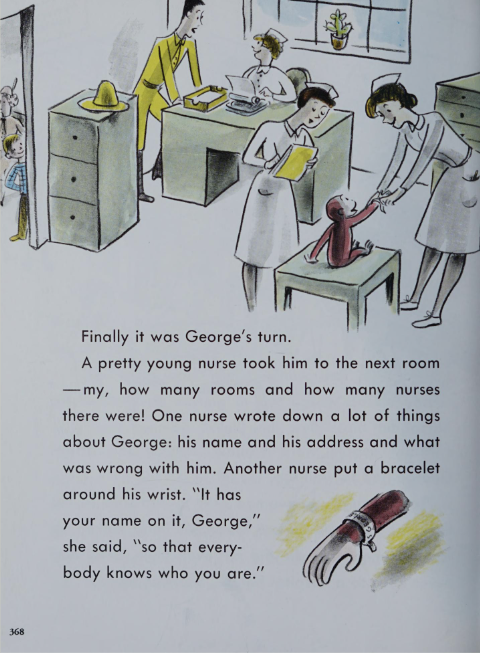 Finally it was George's turn.
A pretty young nurse took him to the next room
—my, how many rooms and how many nurses
there were! One nurse wrote down a lot of things
about George: his name and his address and what
was wrong with him. Another nurse put a bracelet
around his wrist. "It has
your name on it, George,"
she said, "so that every-
body knows who you are."
368